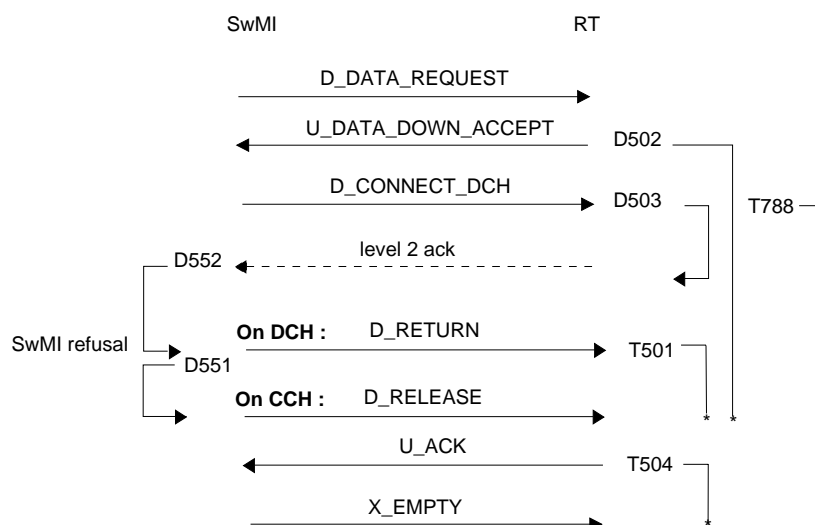 SwMI RT
D_DATA_REQUEST
U_DATA_DOWN_ACCEPT D502
D_CONNECT_DCH D503 T788
D552 level 2 ack
SwMI refusal On DCH : D_RETURN T501
D551
On CCH : D_RELEASE * *
U_ACK T504
X_EMPTY *